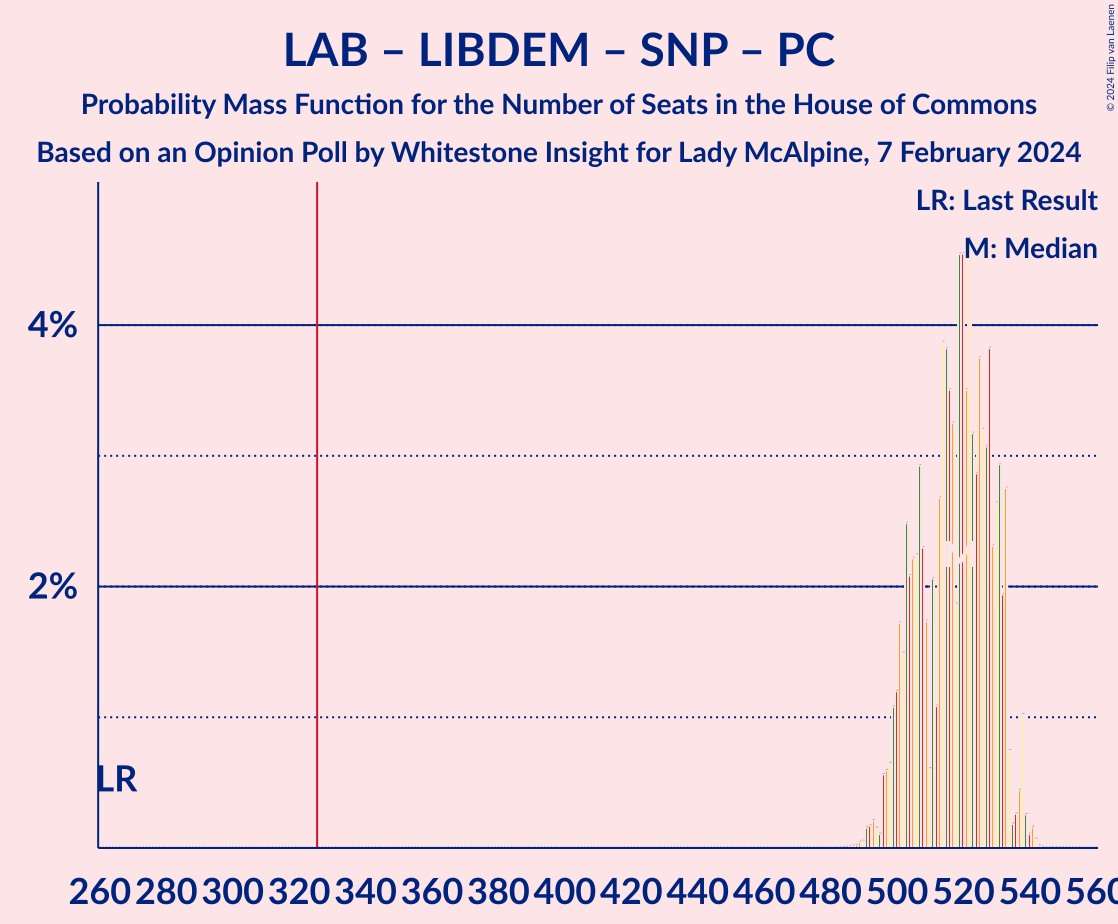 LAB – LIBDEM – SNP – PC
Probability Mass Function for the Number of Seats in the House of Commons
Based on an Opinion Poll by Whitestone Insight for Lady McAlpine, 7 February 2024
© 2024 Filip van Laenen
LR: Last Result
M: Median
4%
2%
LR
M
260 280 300 320 340 360 380 400 420 440 460 480 500 520 540 560